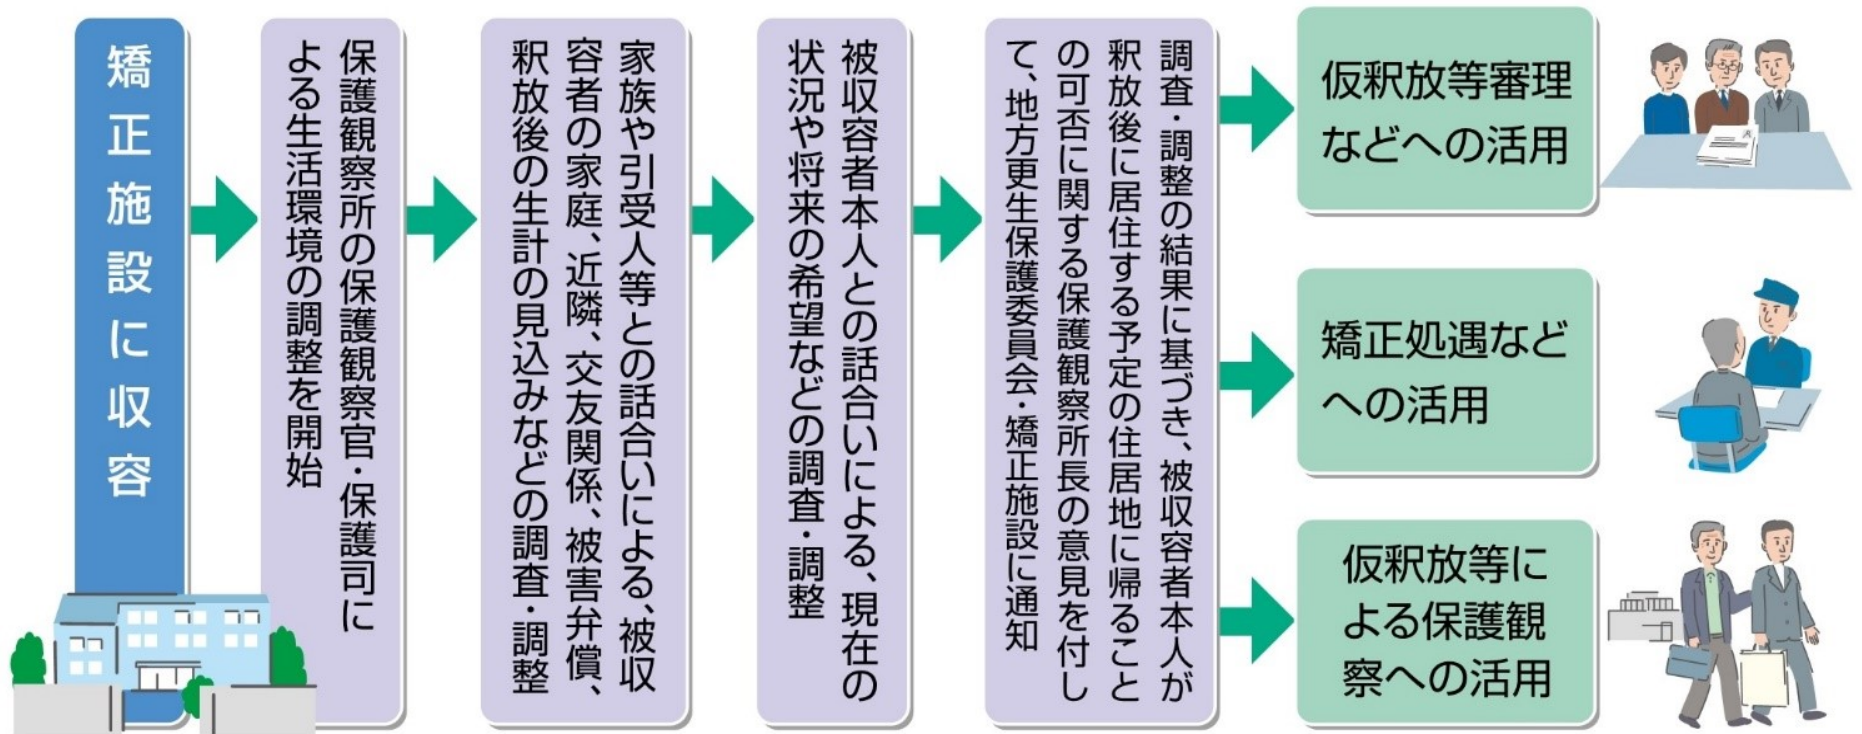 矯正施設に収容
保護観察所の保護観察官・保護司に
よる生活環境の調整を開始
家族や引受人等との話合いによる、被収
容者の家庭、近隣、交友関係、被害弁償、
釈放後の生計の見込みなどの調査・調整
被収容者本人との話合いによる、現在の
状況や将来の希望などの調査・調整
調査・調整の結果に基づき、被収容者本人が
釈放後に居住する予定の住居地に帰ること
の可否に関する保護観察所長の意見を付し
て、地方更生保護委員会・矯正施設に通知
仮釈放等審理
などへの活用
矯正処遇など
への活用
仮釈放等に
よる保護観
察への活用